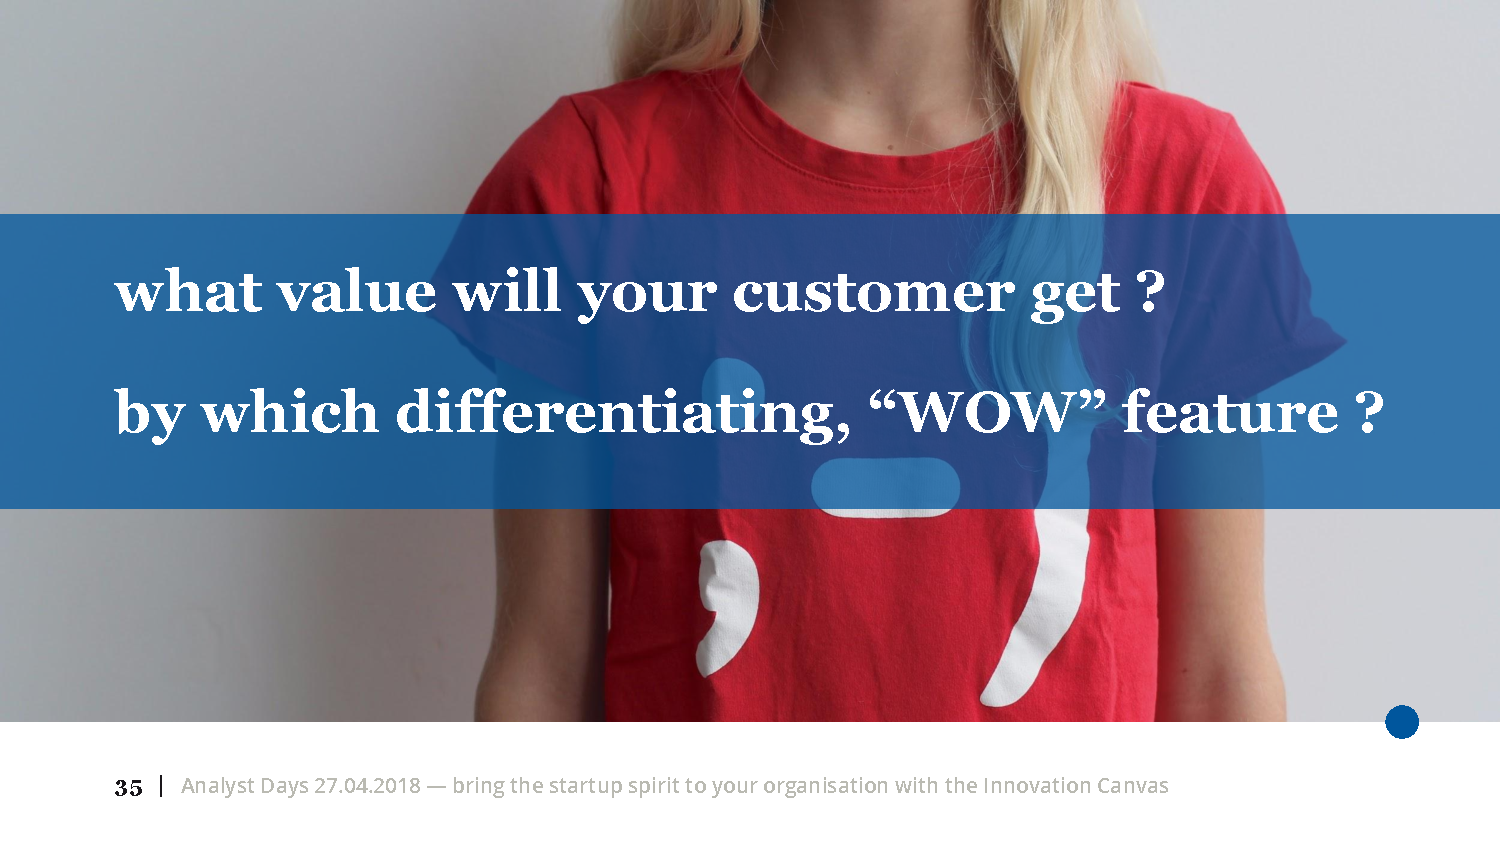 what value will your customer get ?
by which differentiating, “WOW” feature ?
35 | Analyst Days 27.04.2018 — bring the startup spirit to your organisation with the Innovation Canvas